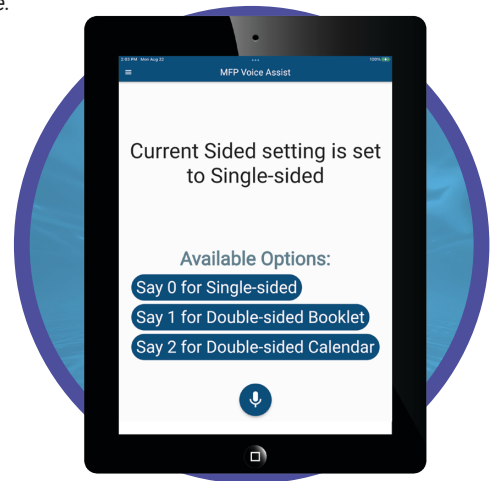 e.
2:03 PM Mon Aug 22 ... 100%
MFP Voice Assist
Current Sided setting is set
to Single-sided
Available Options:
Say 0 for Single-sided
Say 1 for Double-sided Booklet
Say 2 for Double-sided Calendar